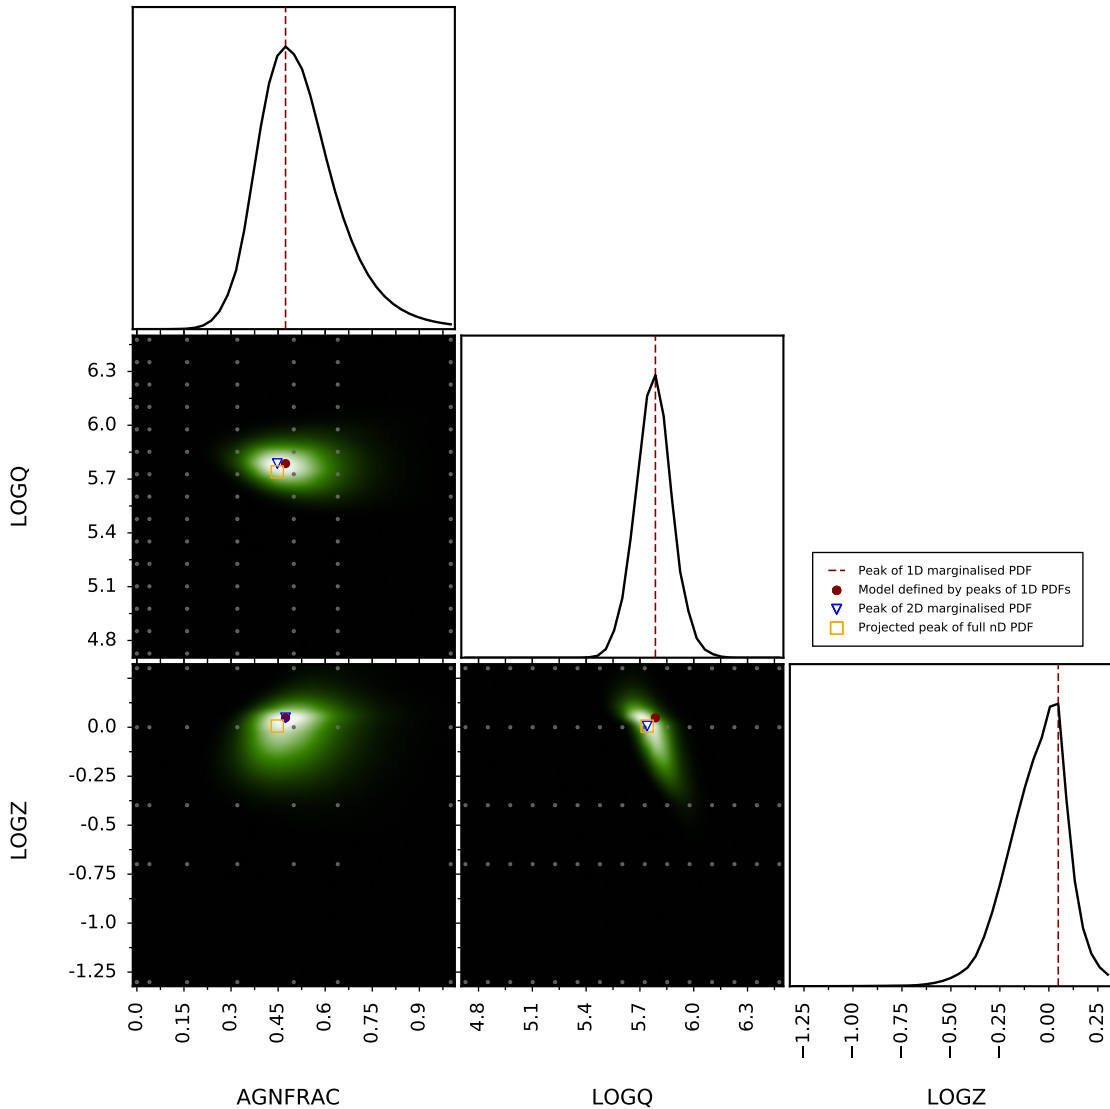 LOGQ
6.3
6.0
5.7
5.4
5.1
4.8
Peak of 1D marginalised PDF
Model defined by peaks of 1D PDFs
Peak of 2D marginalised PDF
Projected peak of full nD PDF
LOGZ
0.0
-0.25
-0.5
-0.75
-1.0
-1.25
0.0 0.15 0.3 0.45 0.6 0.75 0.9
4.8 5.1 5.4 5.7 6.0 6.3
−1.25 −1.00 −0.75 −0.50 −0.25 0.00 0.25
AGNFRAC LOGQ LOGZ